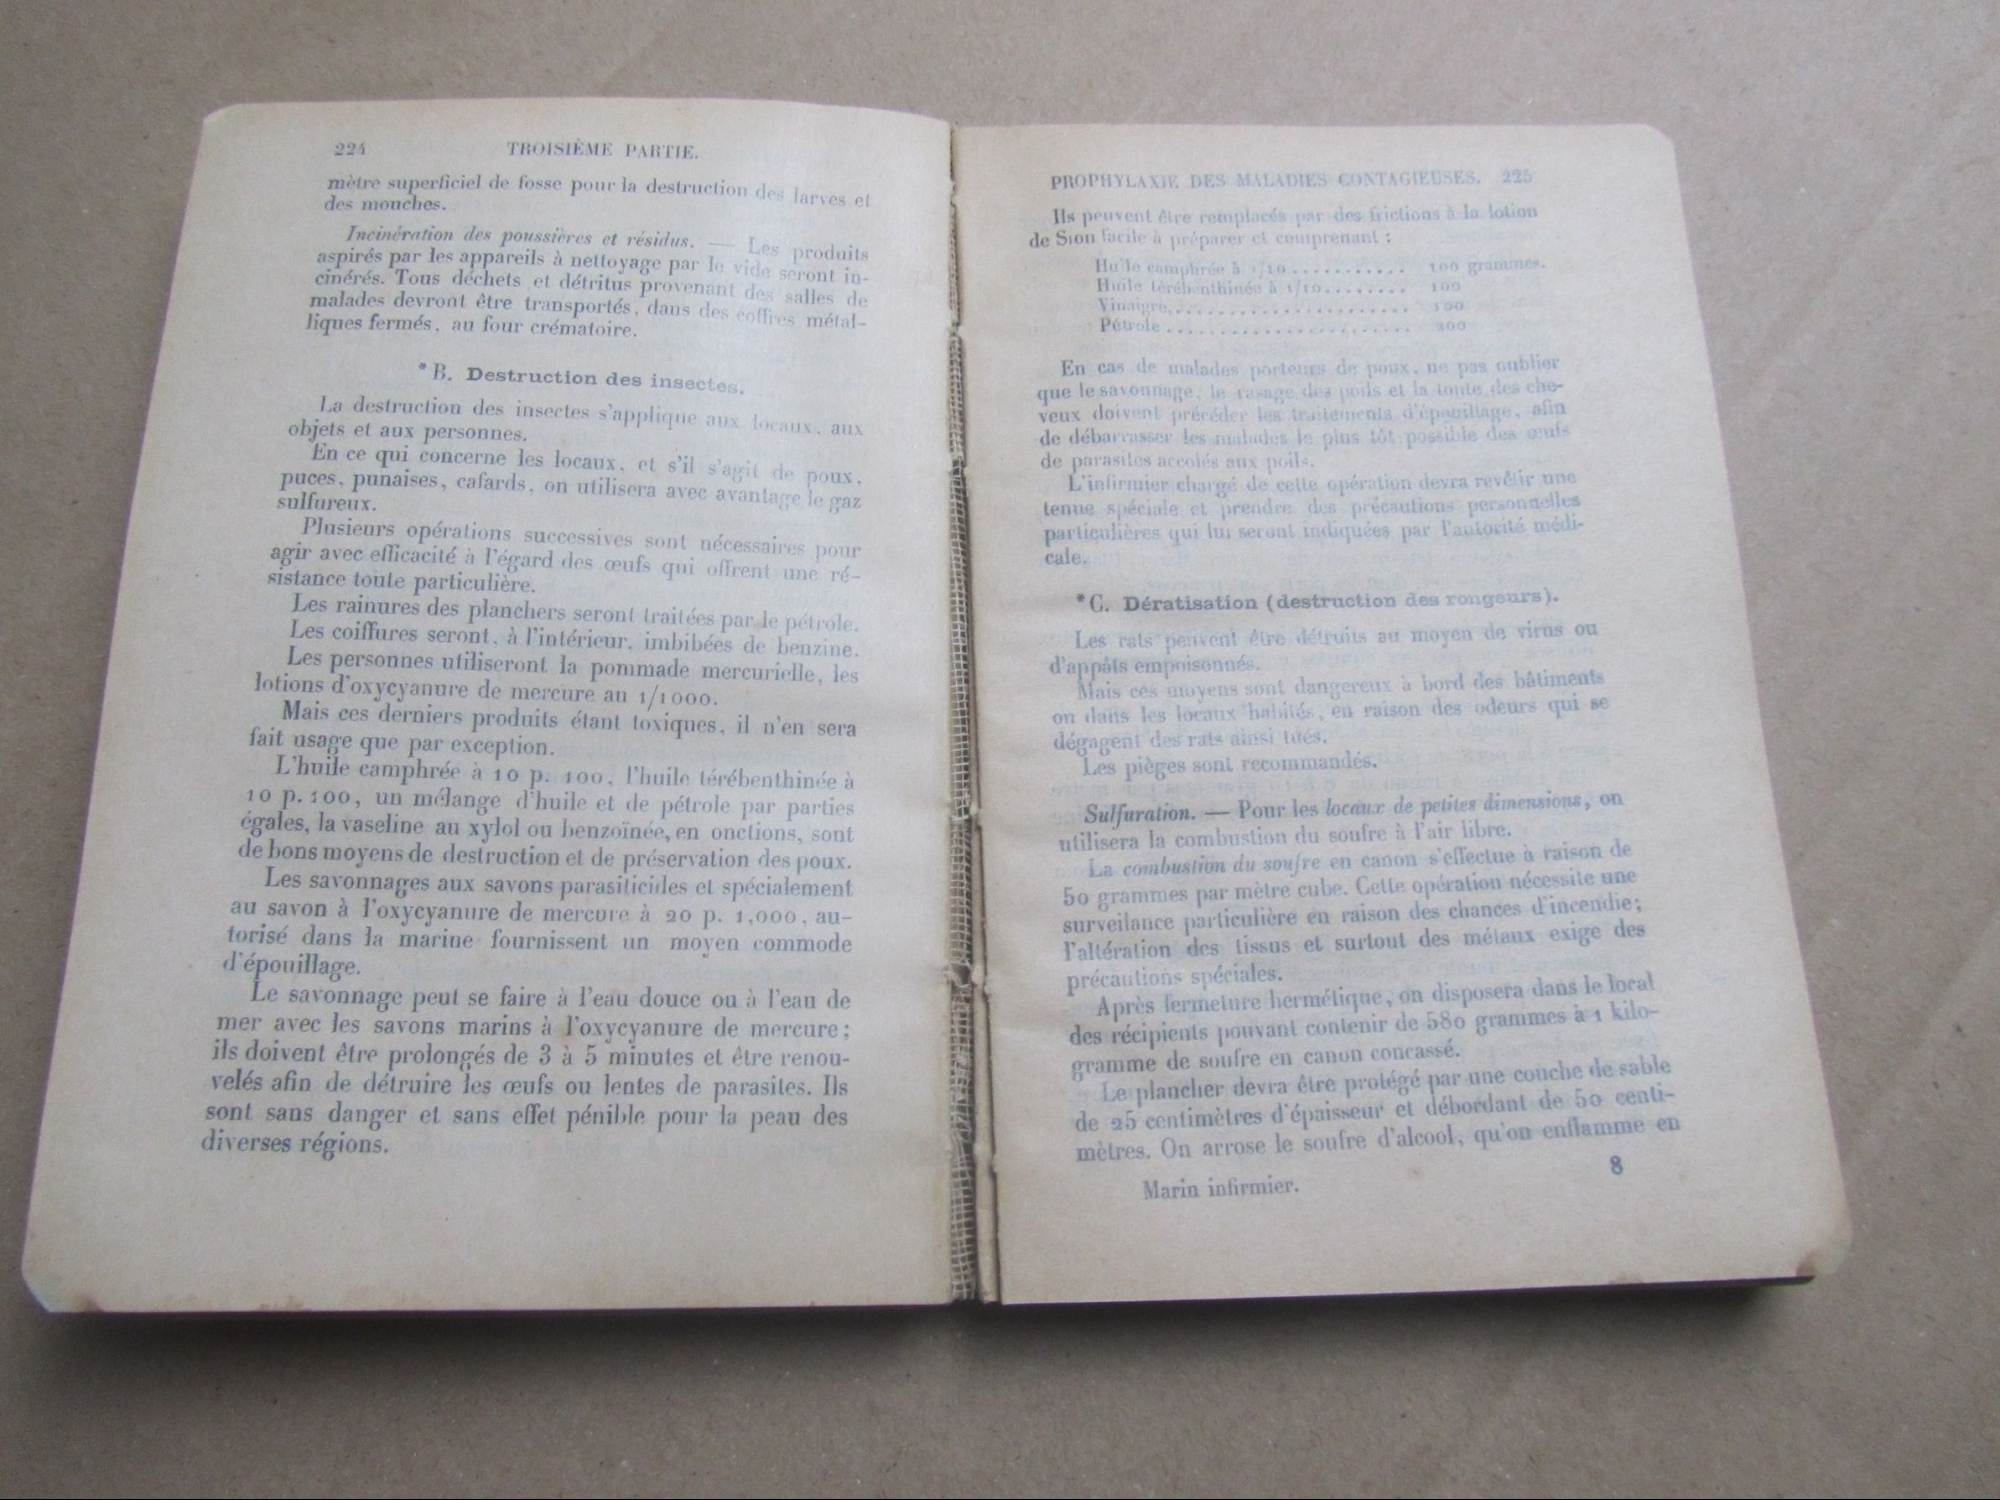 224 TROISIÈME PARTIE.
mètre superficiel de fosse pour la destruction des larves et
des mouches.
Incinération des poussières et résidus. — Les produits
aspirés par les appareils à nettoyage par le vide seront in-
cinérés. Tous déchets et détritus provenant des salles de
malades devront être transportés, dans des coffres métal-
liques fermés, au four crématoire.
*B. Destruction des insectes.
La destruction des insectes s'applique aux locaux, aux
objets et aux personnes.
En ce qui concerne les locaux, et s'il s'agit de poux,
puces, punaises, cafards, on utilisera avec avantage le gaz
sulfureux.
Plusieurs opérations successives sont nécessaires pour
agir avec efficacité à l'égard des œufs qui offrent une ré-
sistance toute particulière.
Les rainures des planchers seront traitées par le pétrole.
Les coiffures seront, à l'intérieur, imbibées de benzine.
Les personnes utiliseront la pommade mercurielle, les
lotions d'oxycyanure de mercure au 1/1000.
Mais ces derniers produits étant toxiques, il n'en sera
fait usage que par exception.
L'huile camphrée à 10 p. 100, l'huile térébenthinée à
10 p. 100, un mélange d'huile et de pétrole par parties
égales, la vaseline au xylol ou benzoïnée, en onctions, sont
de bons moyens de destruction et de préservation des poux.
Les savonnages aux savons parasiticides et spécialement
au savon à l'oxycyanure de mercure à 20 p. 1,000, au-
torisé dans la marine fournissent un moyen commode
d'épouillage.
Le savonnage peut se faire à l'eau douce ou à l'eau de
mer avec les savons marins à l'oxycyanure de mercure;
ils doivent être prolongés de 3 à 5 minutes et être renou-
velés afin de détruire les œufs ou lentes de parasites. Ils
sont sans danger et sans effet pénible pour la peau des
diverses régions.
PROPHYLAXIE DES MALADIES CONTAGIEUSES. 225
Ils peuvent être remplacés par des frictions à la lotion
de Sion facile à préparer et comprenant :
Huile camphrée à 1/10........... 100 grammes.
Huile térébenthinée à 1/10........ 100
Vinaigre........................ 100
Pétrole......................... 200
En cas de malades porteurs de poux, ne pas oublier
que le savonnage, le rasage des poils et la tonte des che-
veux doivent précéder les traitements d'épouillage, afin
de débarrasser les malades le plus tôt possible des œufs
de parasites accolés aux poils.
L'infirmier chargé de cette opération devra revêtir une
tenue spéciale et prendre des précautions personnelles
particulières qui lui seront indiquées par l'autorité médi-
cale.
*C. Dératisation (destruction des rongeurs).
Les rats peuvent être détruits au moyen de virus ou
d'appâts empoisonnés.
Mais ces moyens sont dangereux à bord des bâtiments
ou dans les locaux habités, en raison des odeurs qui se
dégagent des rats ainsi tués.
Les pièges sont recommandés.
Sulfuration. — Pour les locaux de petites dimensions, on
utilisera la combustion du soufre à l'air libre.
La combustion du soufre en canon s'effectue à raison de
50 grammes par mètre cube. Cette opération nécessite une
surveilance particulière en raison des chances d'incendie;
l'altération des tissus et surtout des métaux exige des
précautions spéciales.
Après fermeture hermétique, on disposera dans le local
des récipients pouvant contenir de 580 grammes à 1 kilo-
gramme de soufre en canon concassé.
Le plancher devra être protégé par une couche de sable
de 25 centimètres d'épaisseur et débordant de 50 centi-
mètres. On arrose le soufre d'alcool, qu'on enflamme en
Marin infirmier. 8